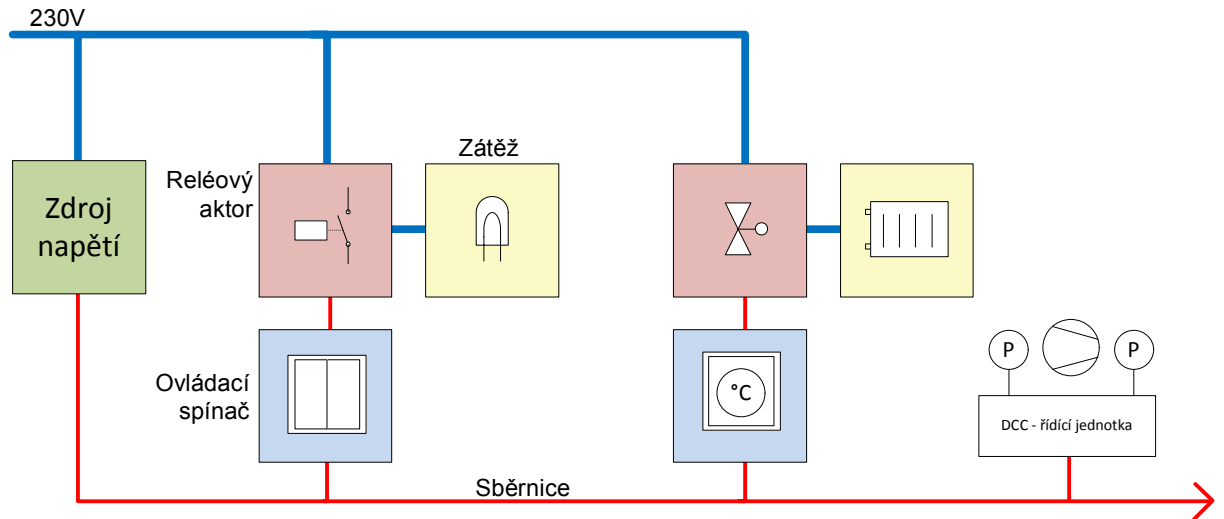 230V
Zdroj
napětí
Reléový
aktor
Zátěž
Ovládací
spínač
°C
P
P
DCC - řídící jednotka
Sběrnice